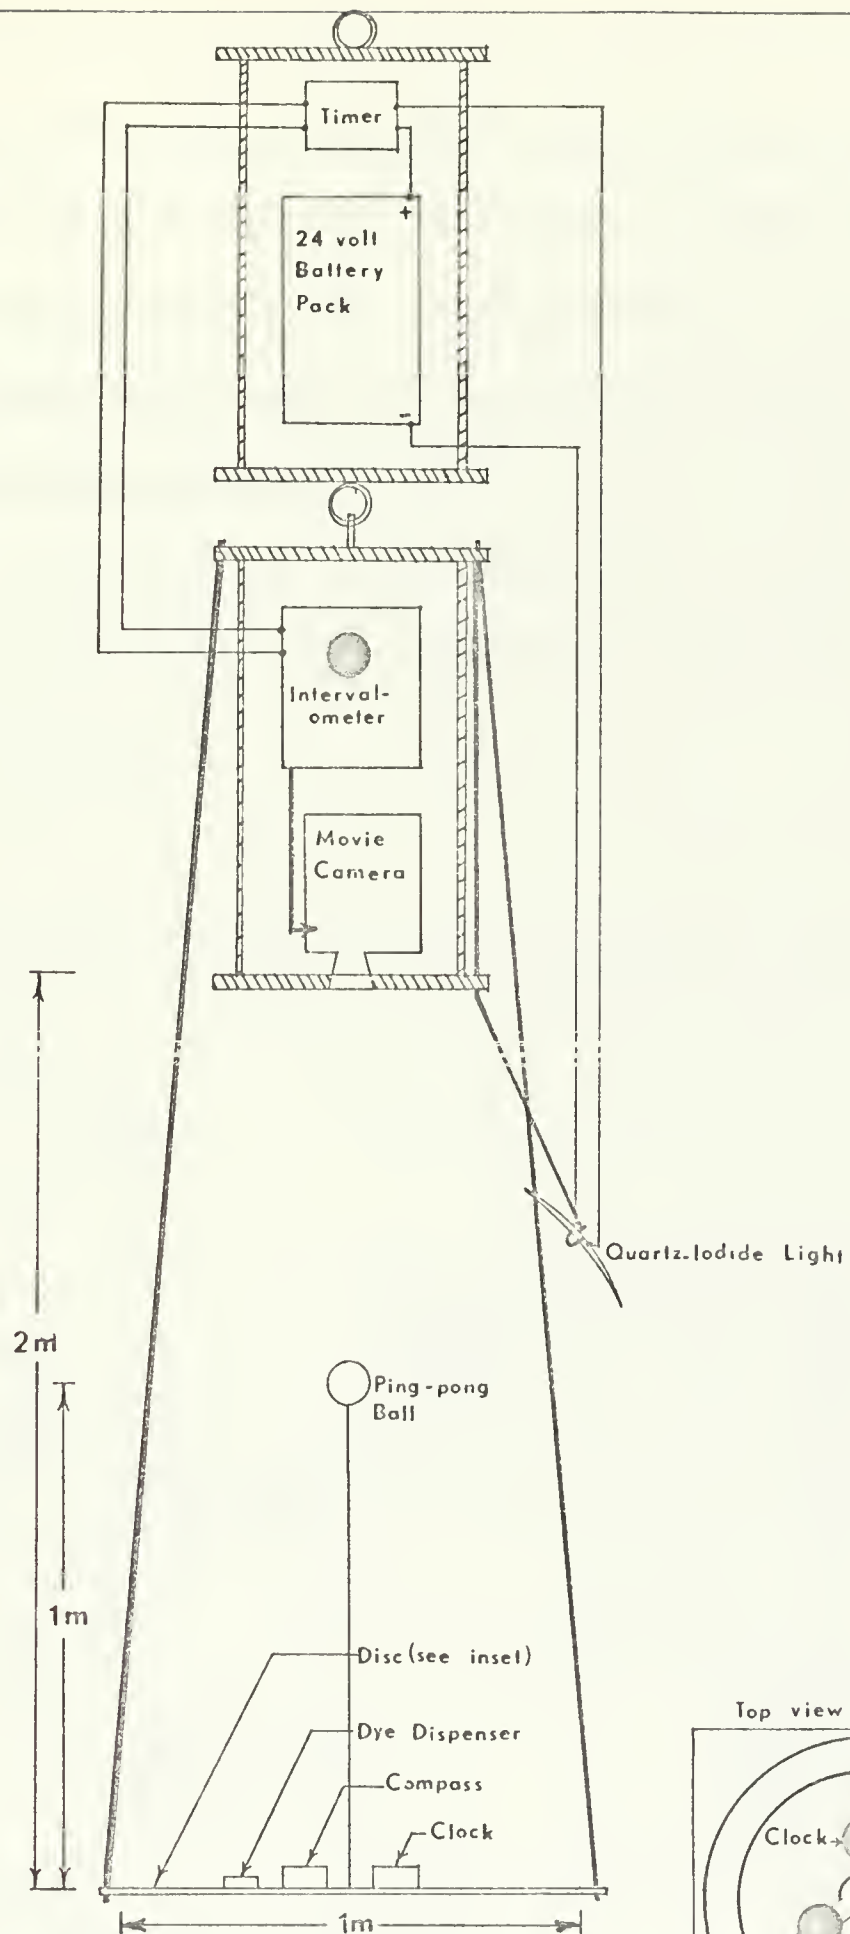 Timer
+
24 volt
Battery
Pack
-
Interval-
ometer
Movie
Camera
Quartz-Iodide Light
2m
Ping-pong
Ball
1m
Disc (see inset)
Dye Dispenser
Compass
Clock
Top view
Clock
1m